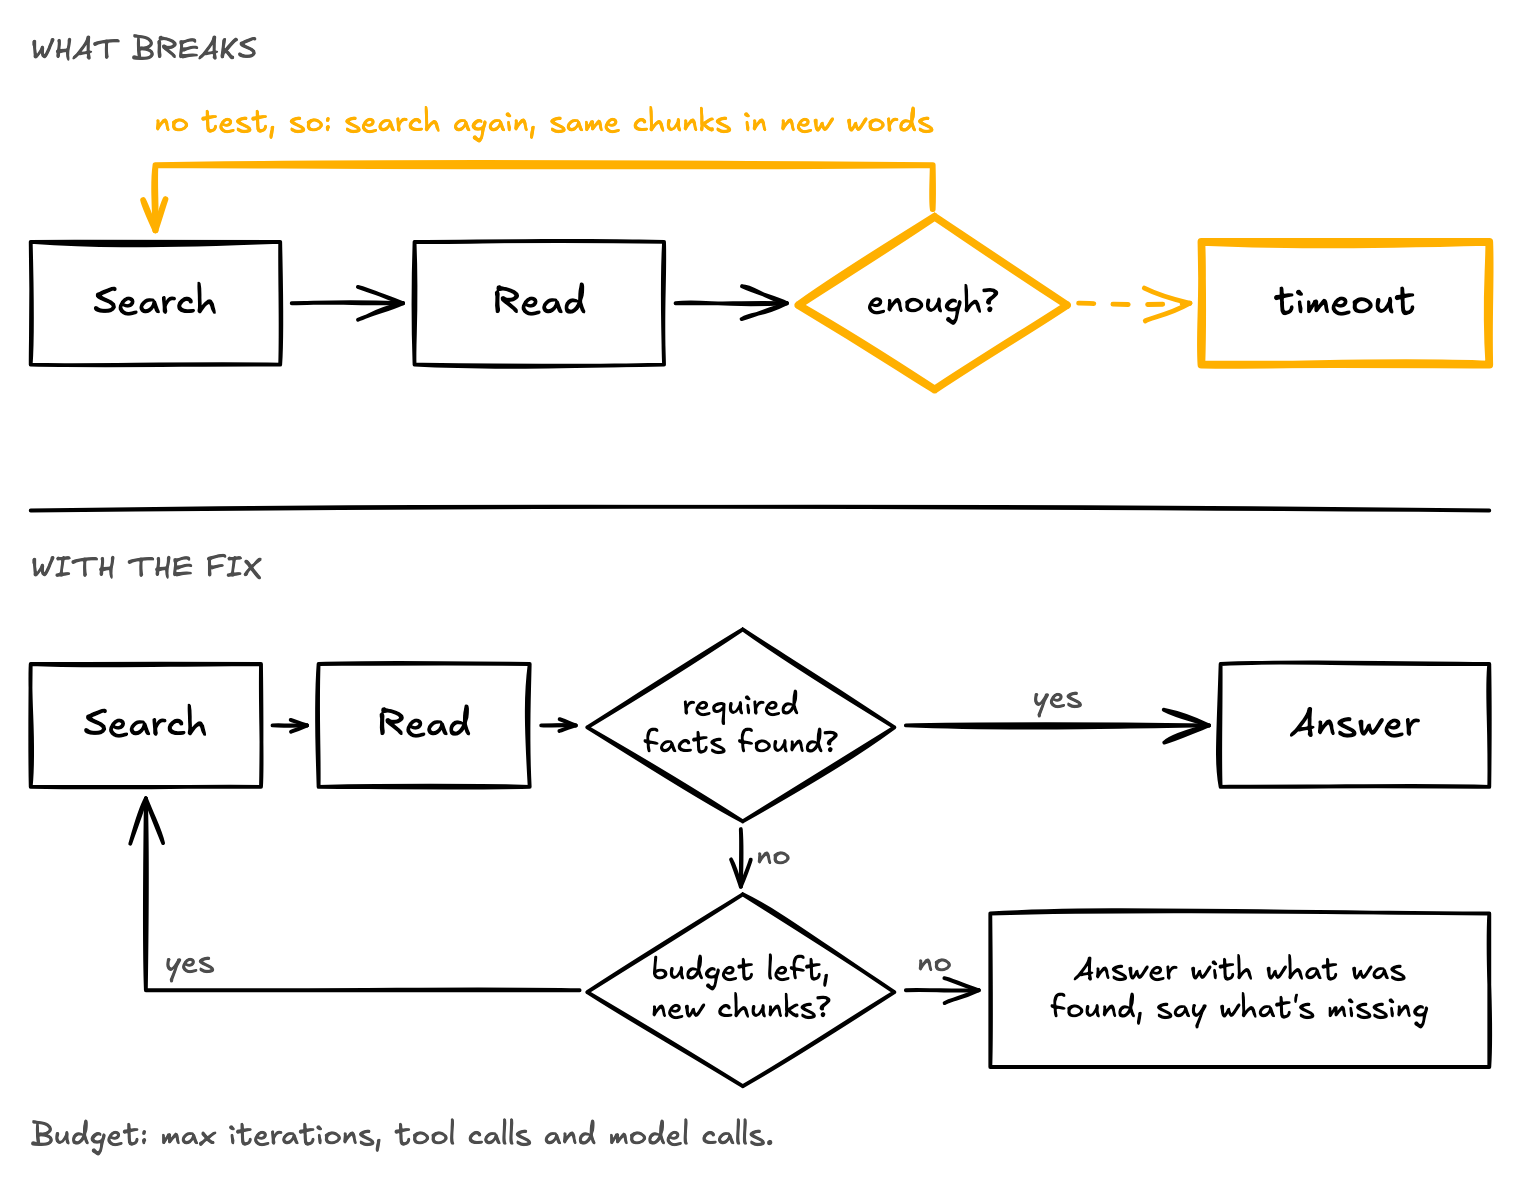 WHAT BREAKS
no test, so: search again, same chunks in new words
Search
Read
enough?
timeout
WITH THE FIX
Search
Read
required
facts found?
yes
Answer
no
budget left,
new chunks?
yes
no
Answer with what was
found, say what's missing
Budget: max iterations, tool calls and model calls.